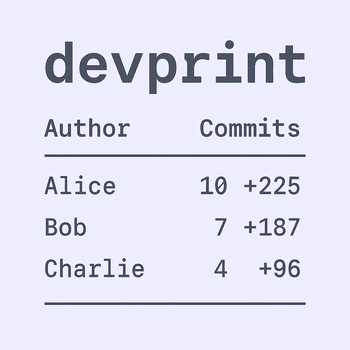 devprint
Author Commits
Alice 10 +225
Bob 7 +187
Charlie 4 +96